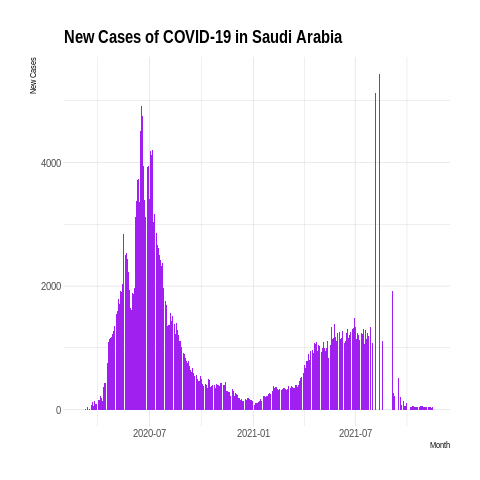 New Cases of COVID-19 in Saudi Arabia
New Cases
4000
2000
0
2020-07
2021-01
2021-07
Month